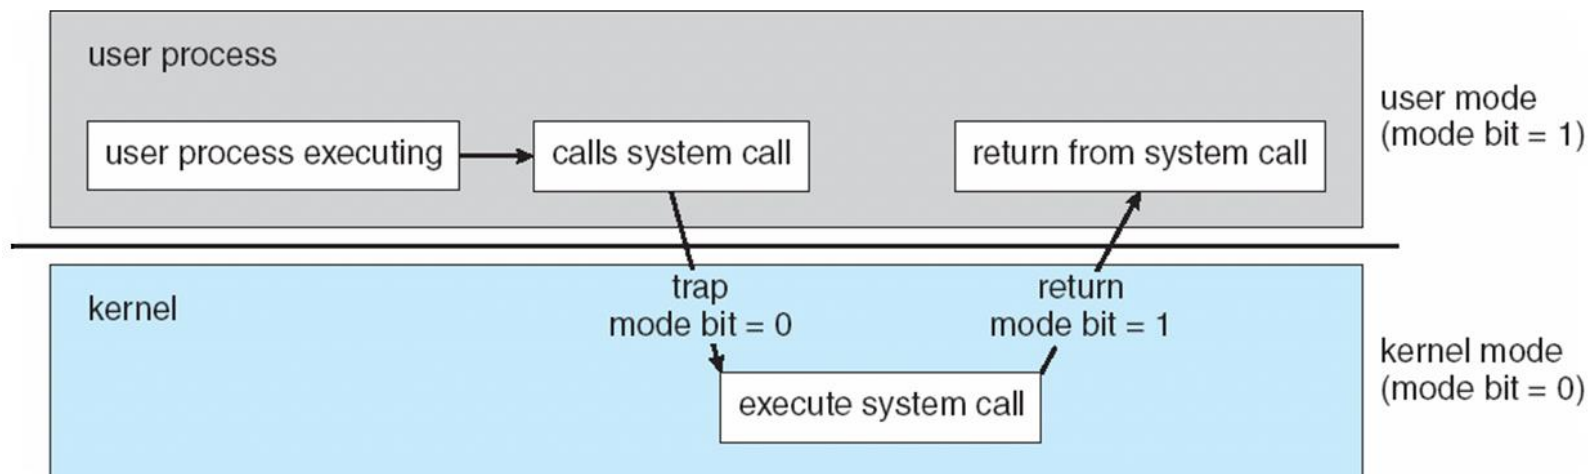 user process
user process executing
calls system call
return from system call
user mode
(mode bit = 1)
kernel
trap
mode bit = 0
return
mode bit = 1
execute system call
kernel mode
(mode bit = 0)